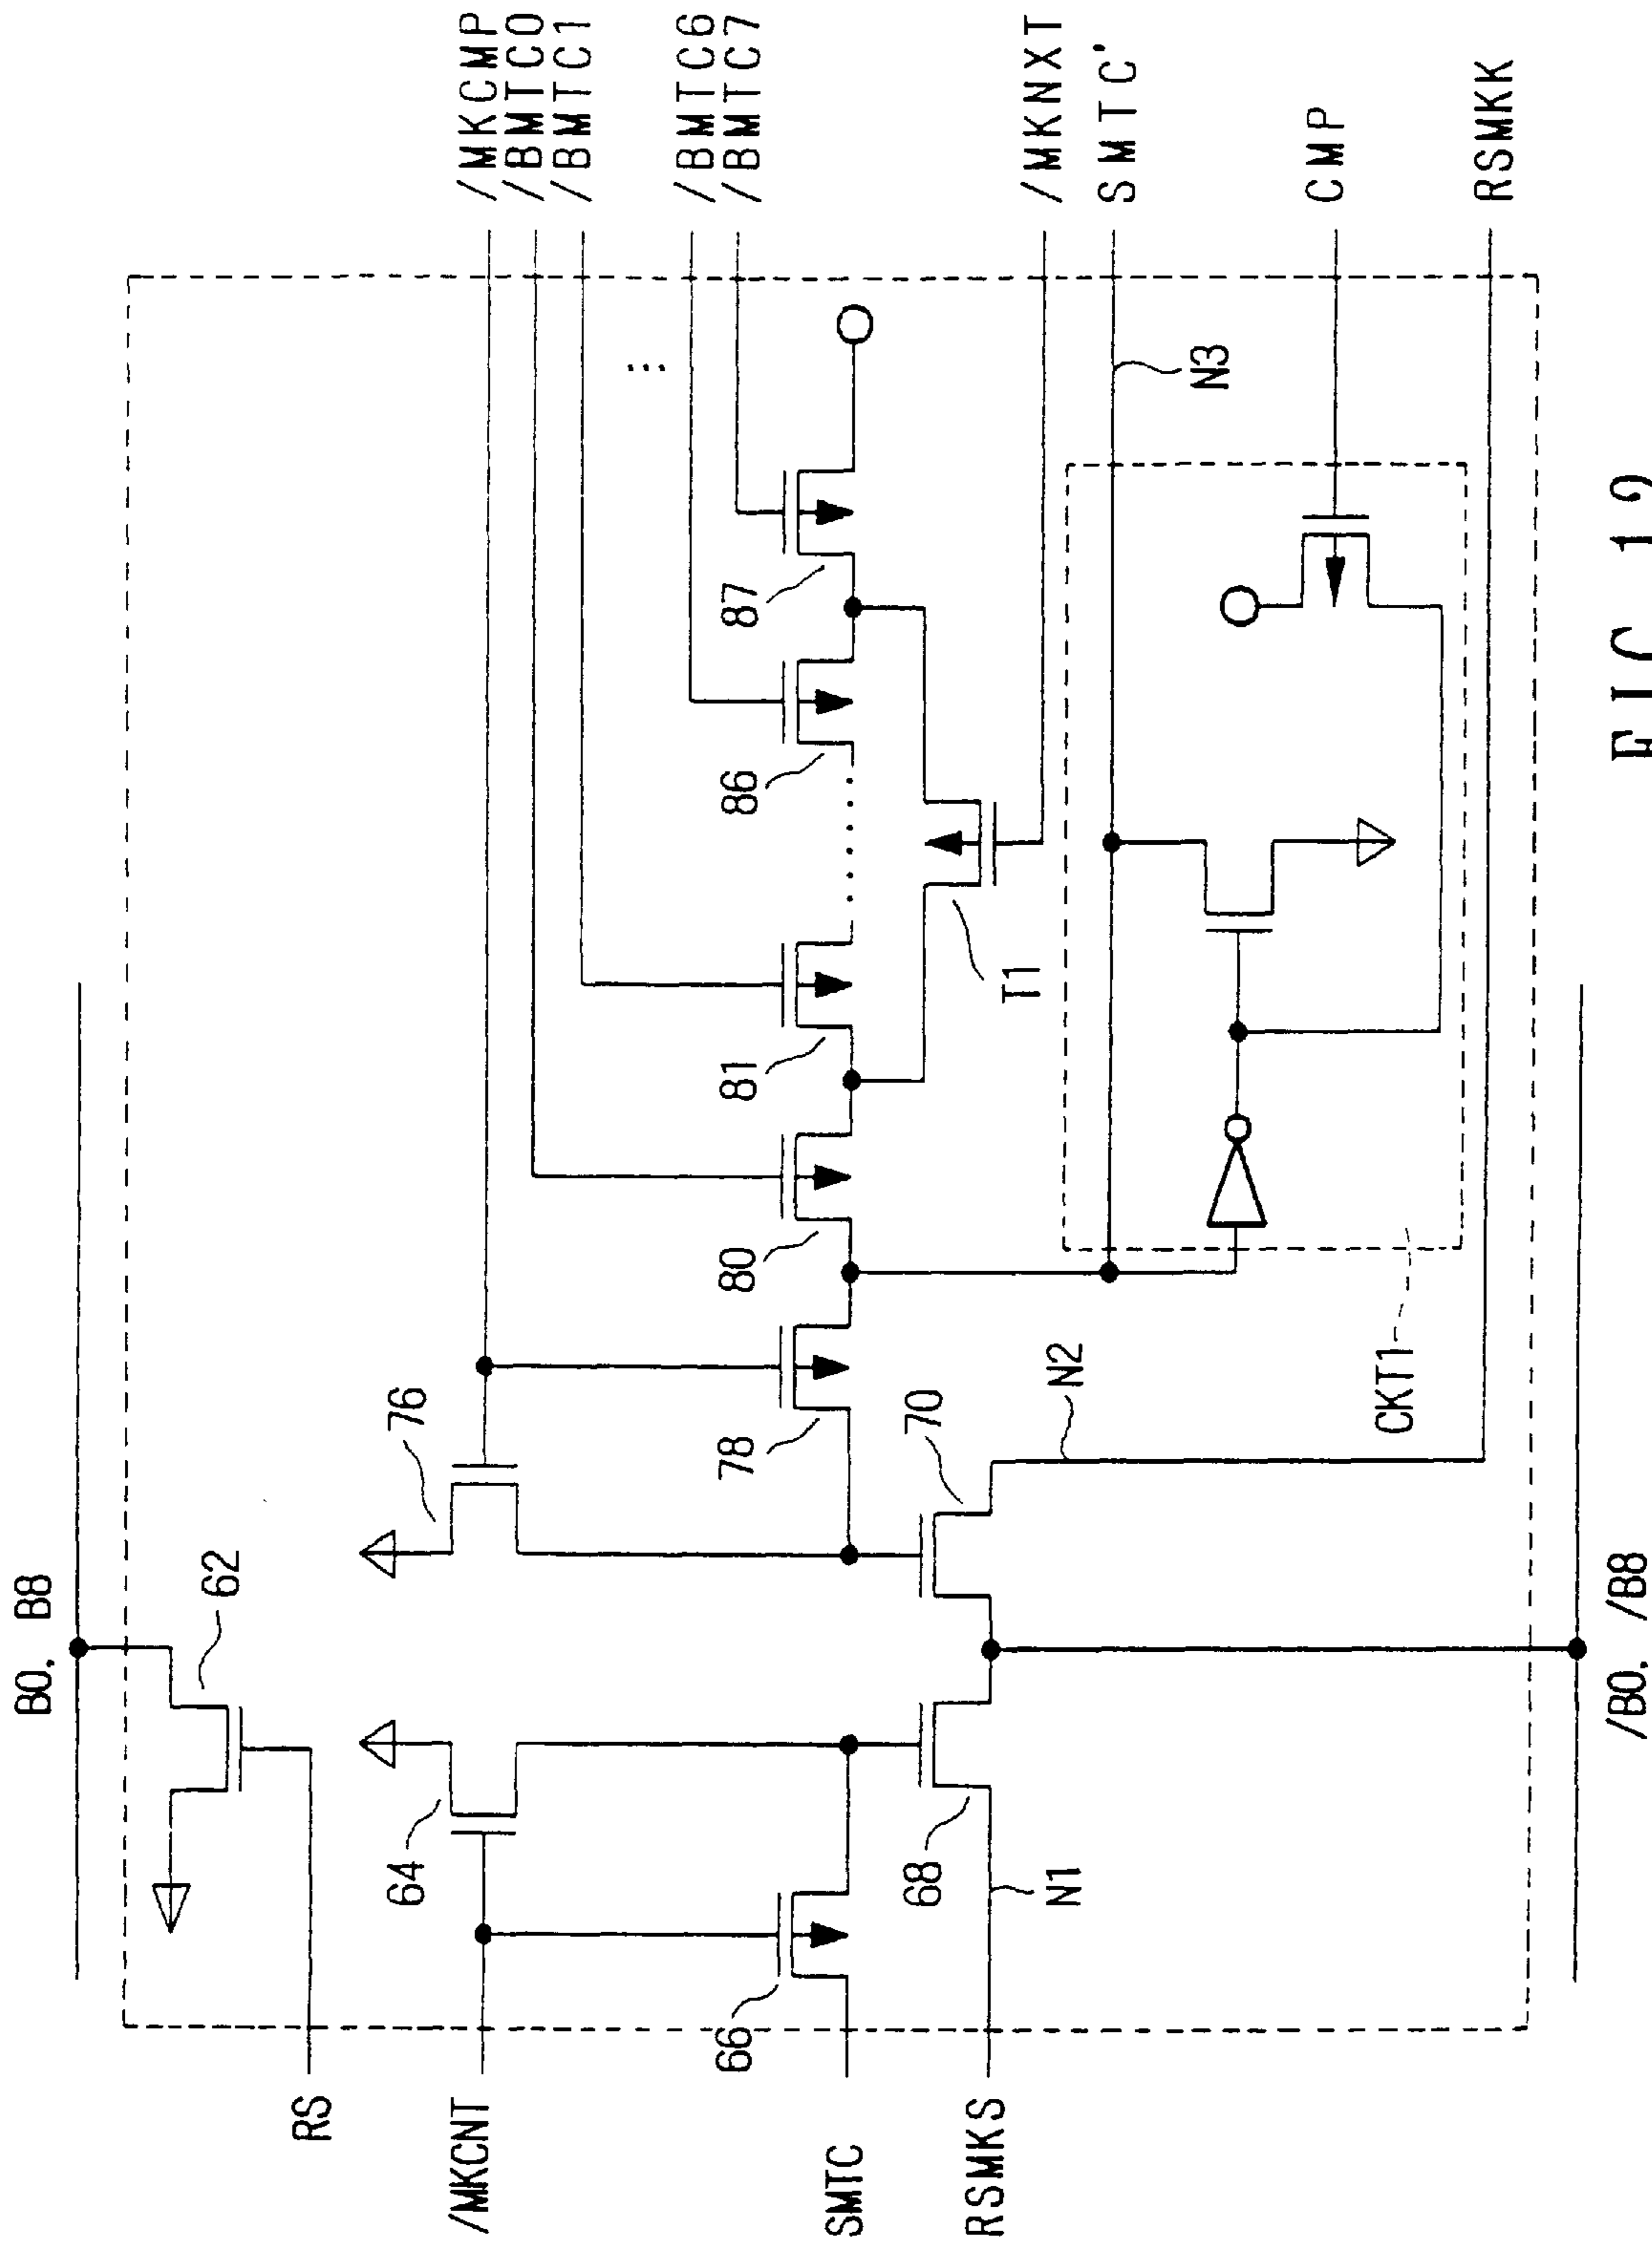 B0, B8
RS
62
/MKCNT
64
76
/MKCMP
/BMTC0
/BMTC1
/BMTC6
/BMTC7
66
78
80
81
86
87
SMTC
RSMKS
68
70
T1
/MKNXT
N1
N2
SMTC'
N3
CMP
CKT1
RSMKK
/B0, /B8